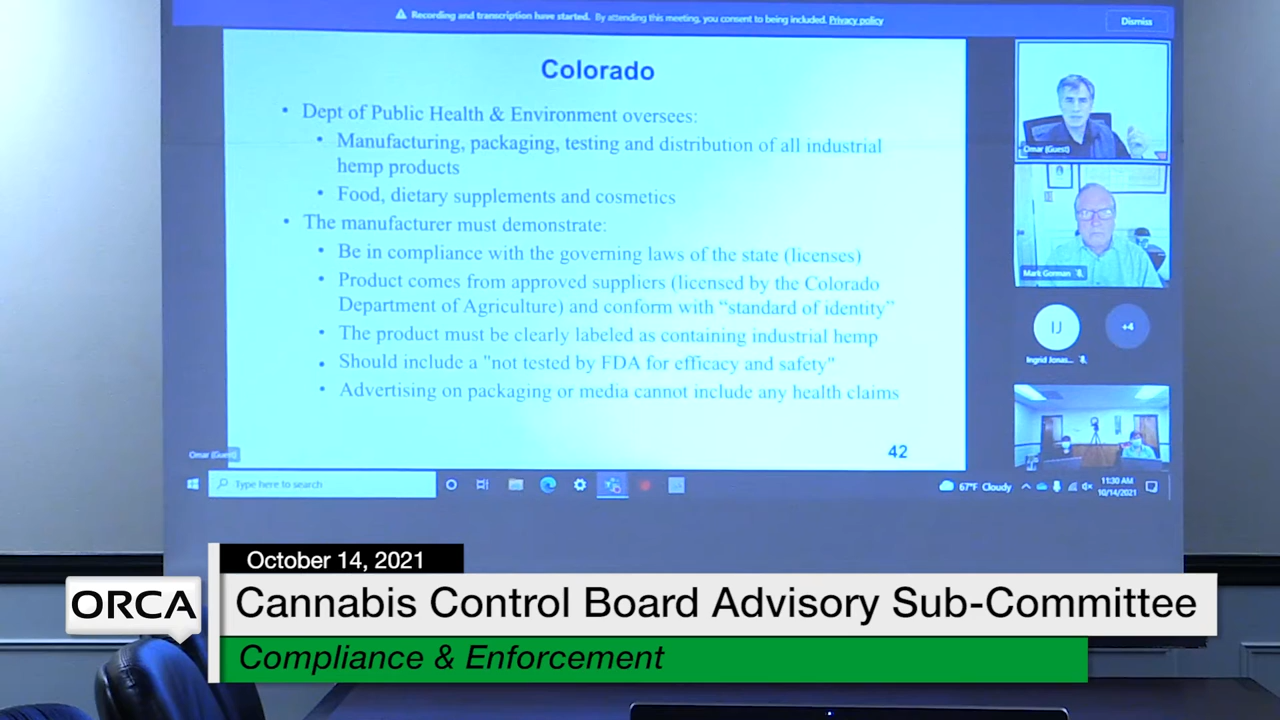 Recording and transcription have started. By attending this meeting, you consent to being included. Privacy policy
Dismiss
Colorado
• Dept of Public Health & Environment oversees:
• Manufacturing, packaging, testing and distribution of all industrial
hemp products
• Food, dietary supplements and cosmetics
• The manufacturer must demonstrate:
• Be in compliance with the governing laws of the state (licenses)
• Product comes from approved suppliers (licensed by the Colorado
Department of Agriculture) and conform with “standard of identity”
• The product must be clearly labeled as containing industrial hemp
• Should include a "not tested by FDA for efficacy and safety"
• Advertising on packaging or media cannot include any health claims
42
Omar (Guest)
Mark Gorman
IJ
+4
Ingrid Jonas...
Omar (Guest)
Type here to search
67°F Cloudy
11:30 AM
10/14/2021
October 14, 2021
ORCA
Cannabis Control Board Advisory Sub-Committee
Compliance & Enforcement